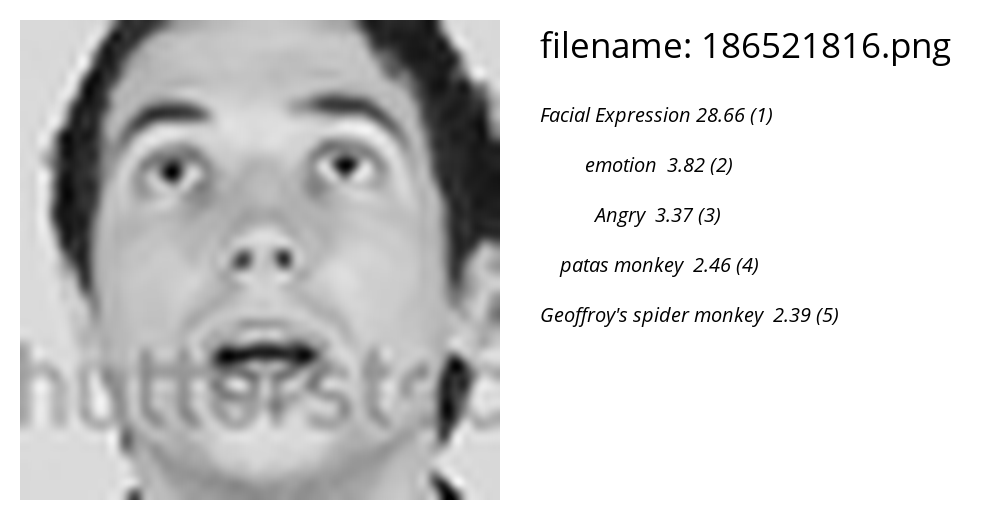 filename: 186521816.png
Facial Expression 28.66 (1)
emotion 3.82 (2)
Angry 3.37 (3)
patas monkey 2.46 (4)
Geoffroy's spider monkey 2.39 (5)
huttersto